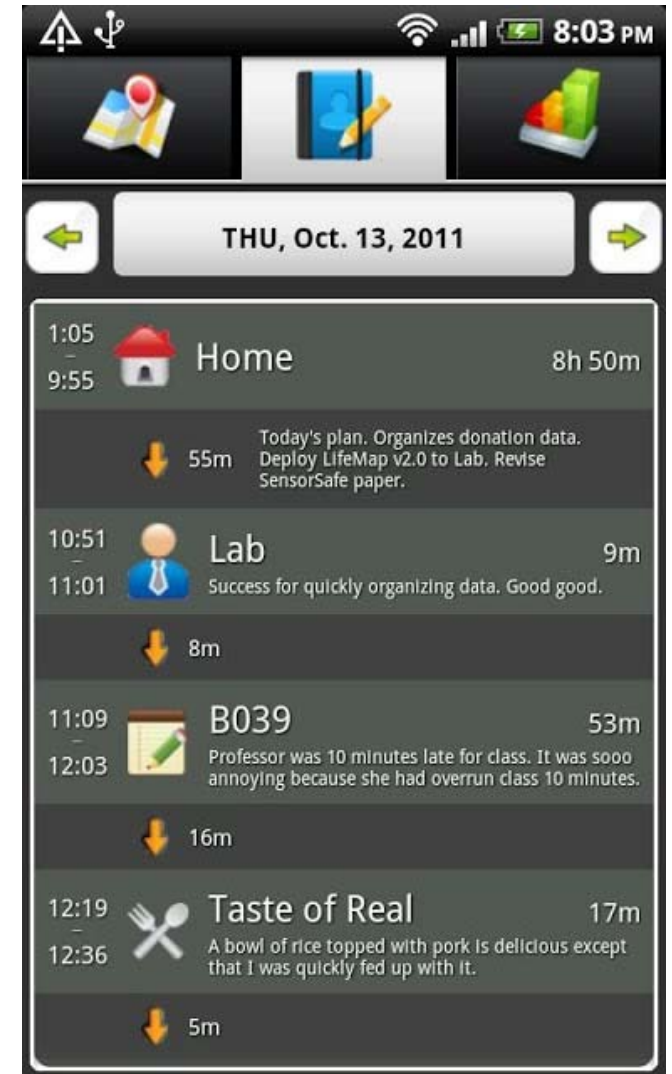 8:03 PM
THU, Oct. 13, 2011
1:05
–
9:55
Home
8h 50m
55m
Today's plan. Organizes donation data.
Deploy LifeMap v2.0 to Lab. Revise
SensorSafe paper.
10:51
–
11:01
Lab
9m
Success for quickly organizing data. Good good.
8m
11:09
–
12:03
B039
53m
Professor was 10 minutes late for class. It was sooo
annoying because she had overrun class 10 minutes.
16m
12:19
–
12:36
Taste of Real
17m
A bowl of rice topped with pork is delicious except
that I was quickly fed up with it.
5m